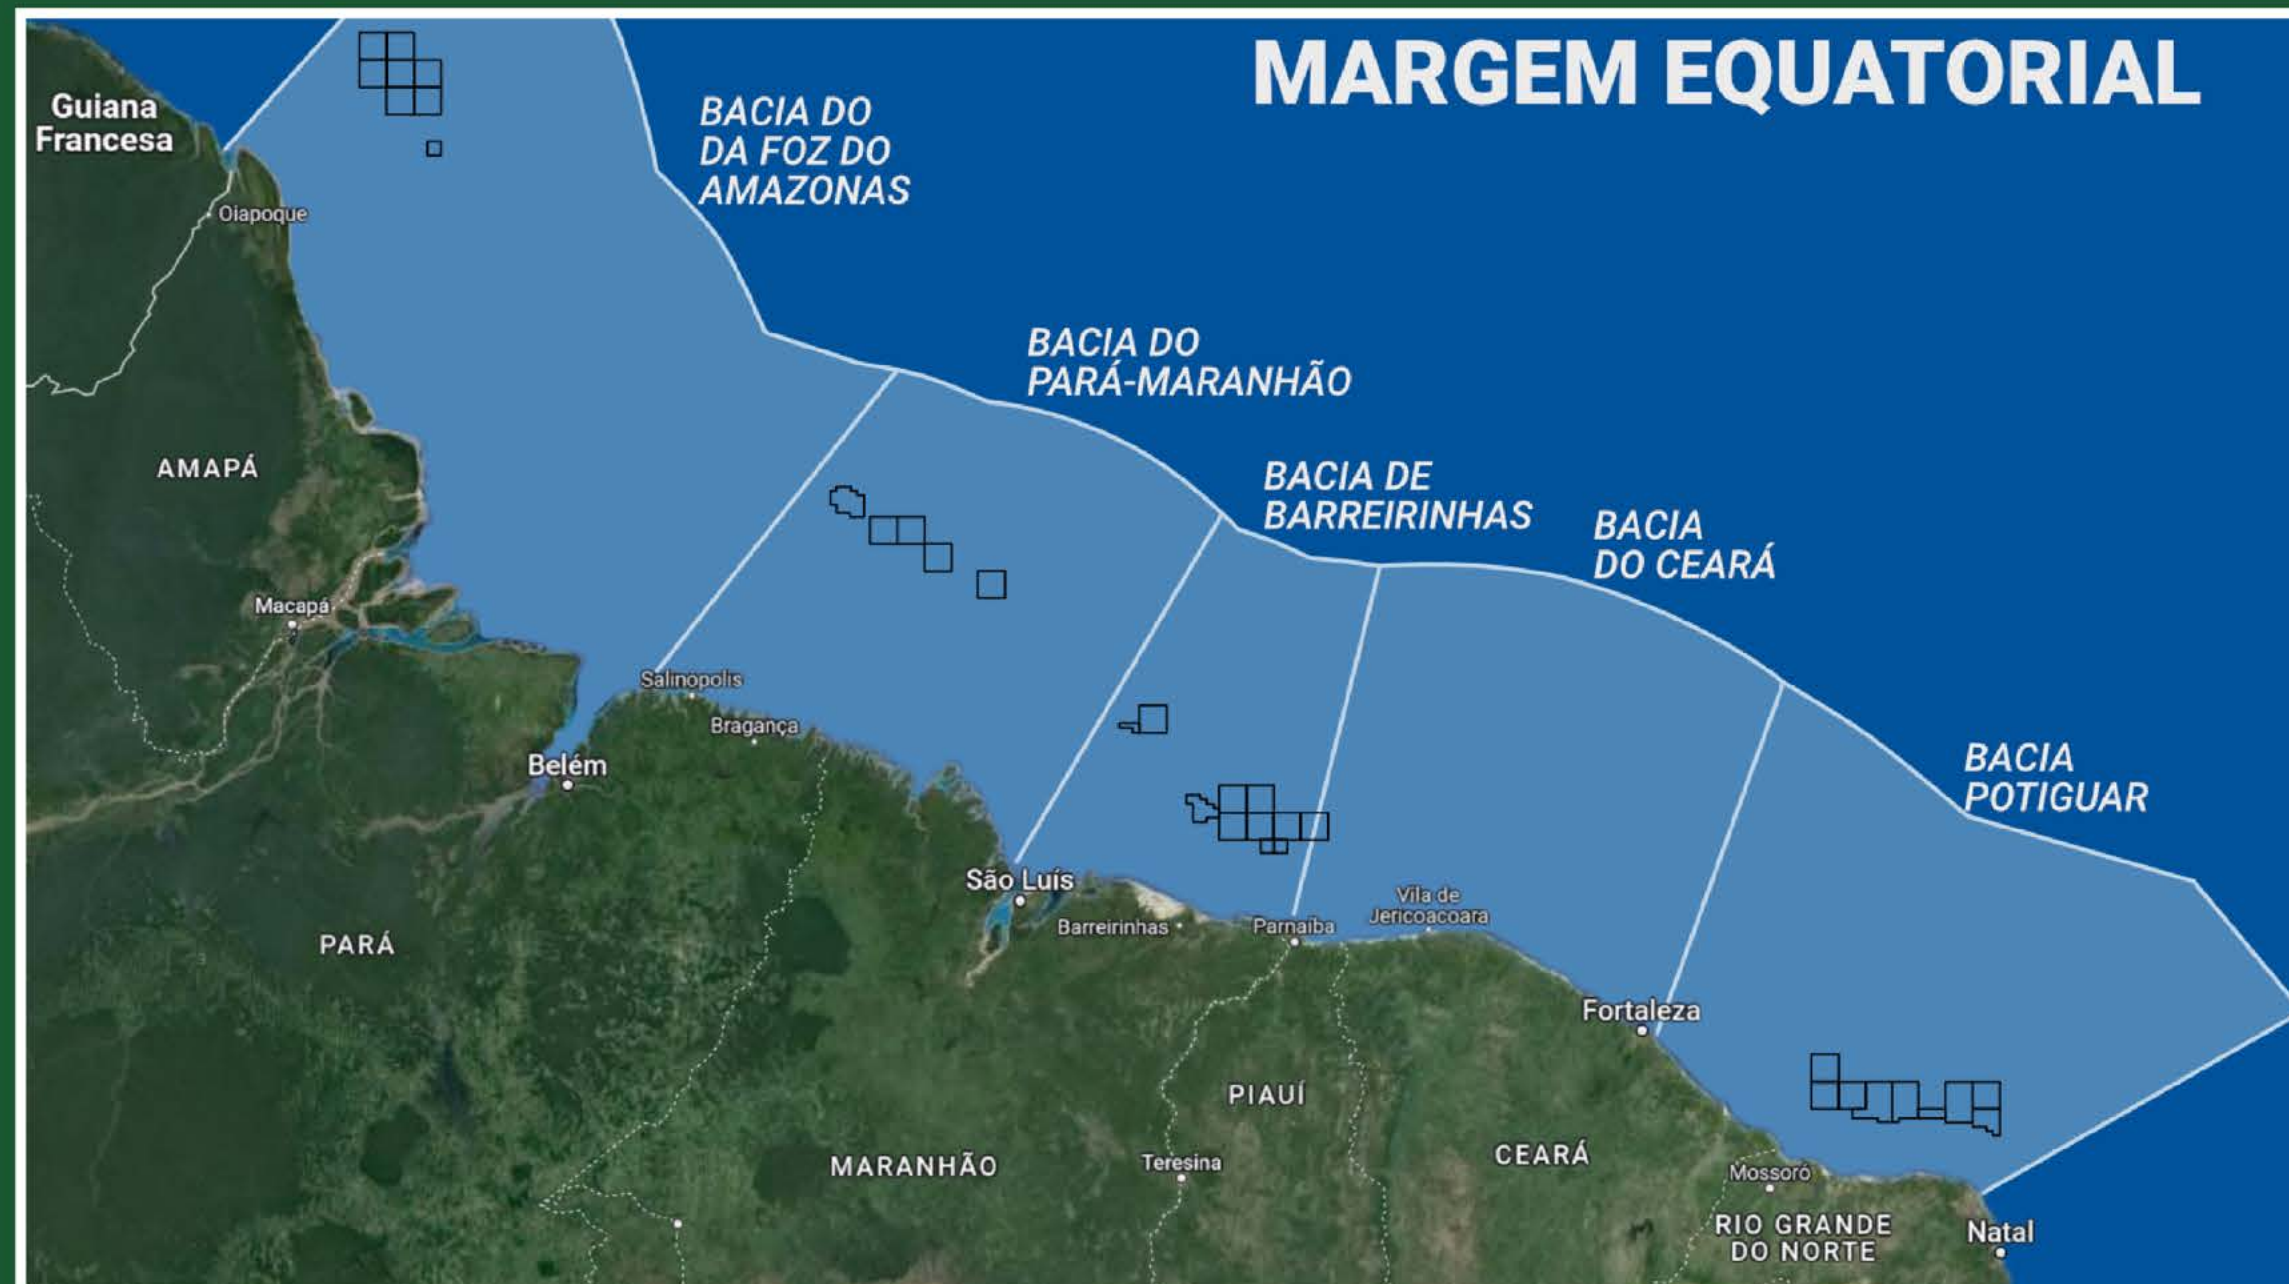 MARGEM EQUATORIAL
Guiana
Francesa
BACIA DO
DA FOZ DO
AMAZONAS
Oiapoque
BACIA DO
PARÁ-MARANHÃO
AMAPÁ
BACIA DE
BARREIRINHAS
BACIA
DO CEARÁ
Macapá
Salinópolis
Bragança
Belém
BACIA
POTIGUAR
São Luís
Vila de
Jericoacoara
Barreirinhas
Parnaíba
PARÁ
Fortaleza
PIAUÍ
MARANHÃO
Teresina
CEARÁ
Mossoró
RIO GRANDE
DO NORTE
Natal